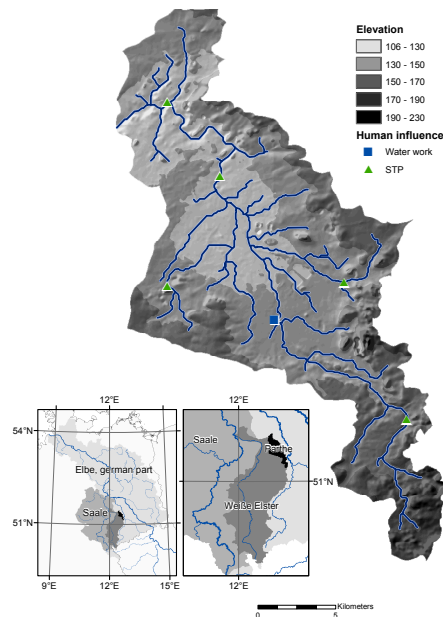 Elevation
106 - 130
130 - 150
150 - 170
170 - 190
190 - 230
Human influence
Water work
STP
12°E
12°E
54°N
Saale
Parthe
Elbe, german part
51°N
Saale
Weiße Elster
51°N
9°E
12°E
15°E
12°E
Kilometers
0
5